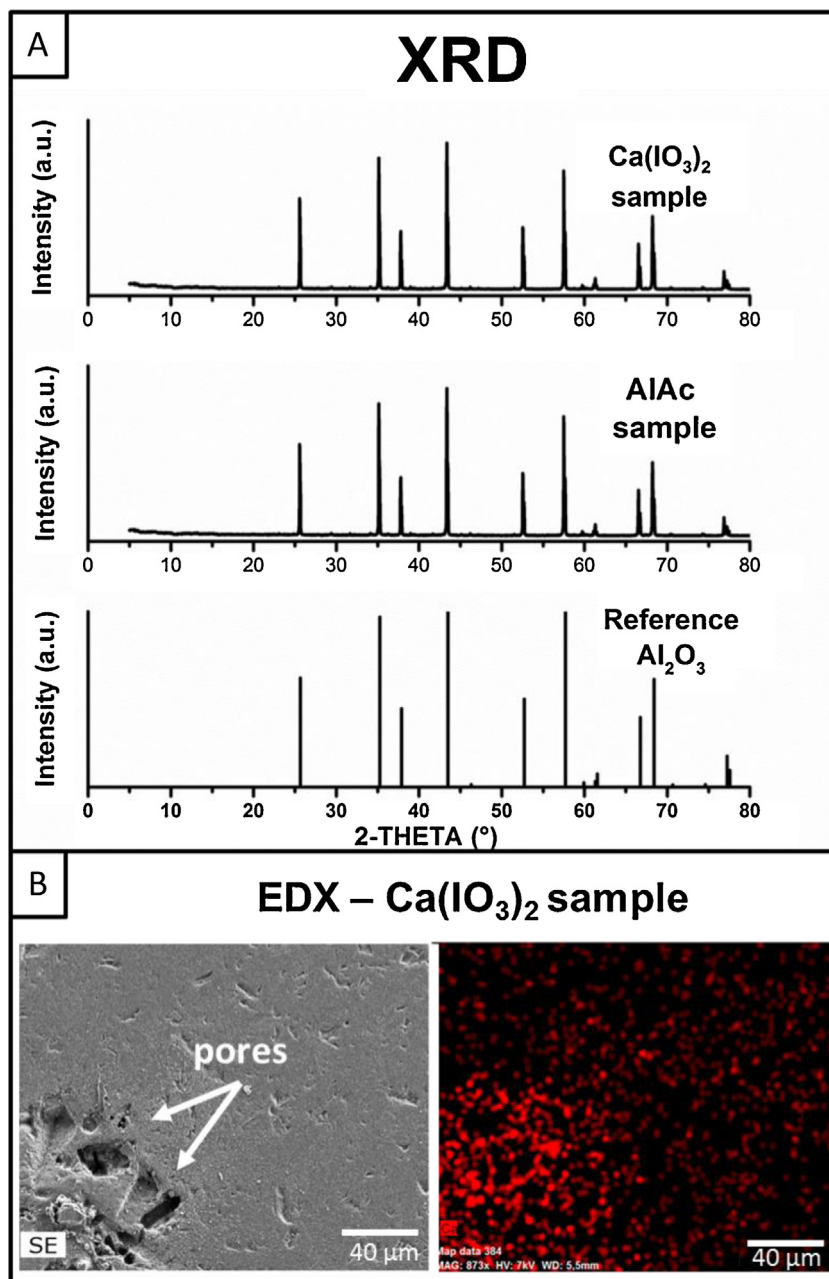 A
XRD
Intensity (a.u.)
Ca(IO₃)₂
sample
0 10 20 30 40 50 60 70 80
Intensity (a.u.)
AlAc
sample
0 10 20 30 40 50 60 70 80
Intensity (a.u.)
Reference
Al₂O₃
0 10 20 30 40 50 60 70 80
2-THETA (°)
B
EDX – Ca(IO₃)₂ sample
pores
SE
40 µm
Map data 384
MAG: 873x HV: 7kV WD: 5,5mm
40 µm